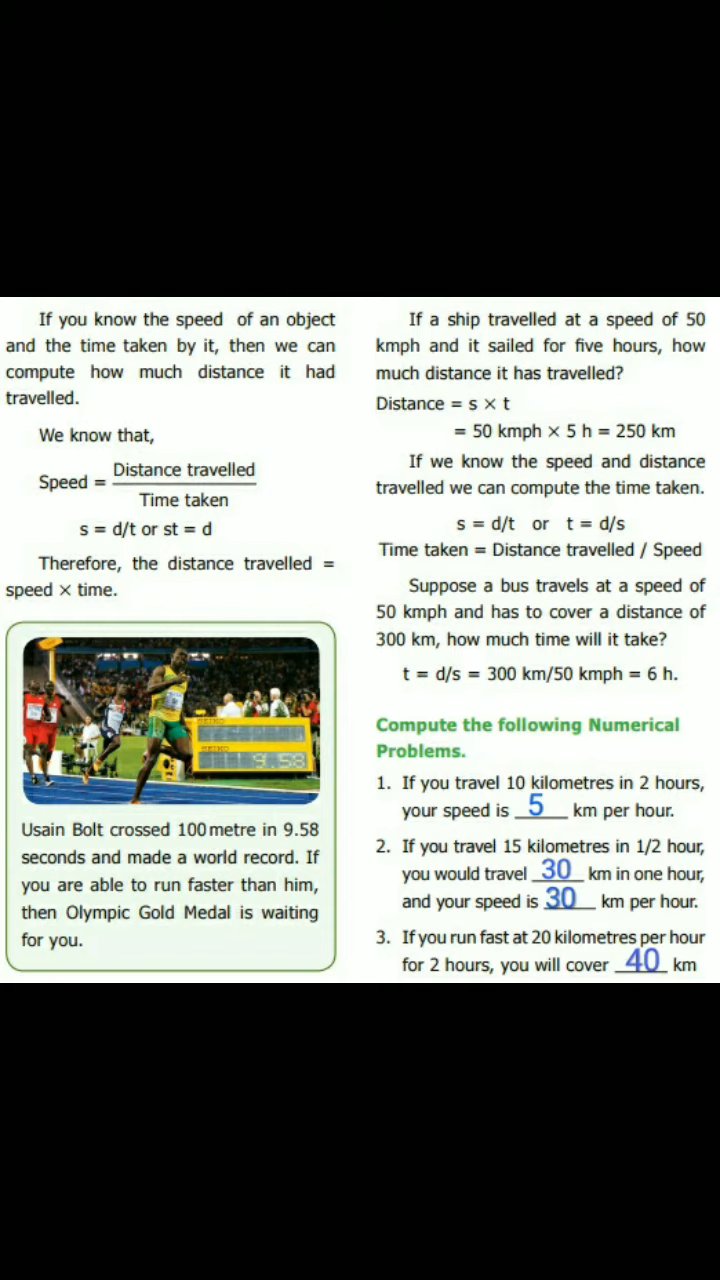 If you know the speed of an object
and the time taken by it, then we can
compute how much distance it had
travelled.
We know that,
Speed = Distance travelled / Time taken
s = d/t or st = d
Therefore, the distance travelled =
speed × time.
SEIKO
SEIKO
9.58
Usain Bolt crossed 100 metre in 9.58
seconds and made a world record. If
you are able to run faster than him,
then Olympic Gold Medal is waiting
for you.
If a ship travelled at a speed of 50
kmph and it sailed for five hours, how
much distance it has travelled?
Distance = s × t
= 50 kmph × 5 h = 250 km
If we know the speed and distance
travelled we can compute the time taken.
s = d/t or t = d/s
Time taken = Distance travelled / Speed
Suppose a bus travels at a speed of
50 kmph and has to cover a distance of
300 km, how much time will it take?
t = d/s = 300 km/50 kmph = 6 h.
Compute the following Numerical
Problems.
1. If you travel 10 kilometres in 2 hours,
your speed is 5 km per hour.
2. If you travel 15 kilometres in 1/2 hour,
you would travel 30 km in one hour,
and your speed is 30 km per hour.
3. If you run fast at 20 kilometres per hour
for 2 hours, you will cover 40 km